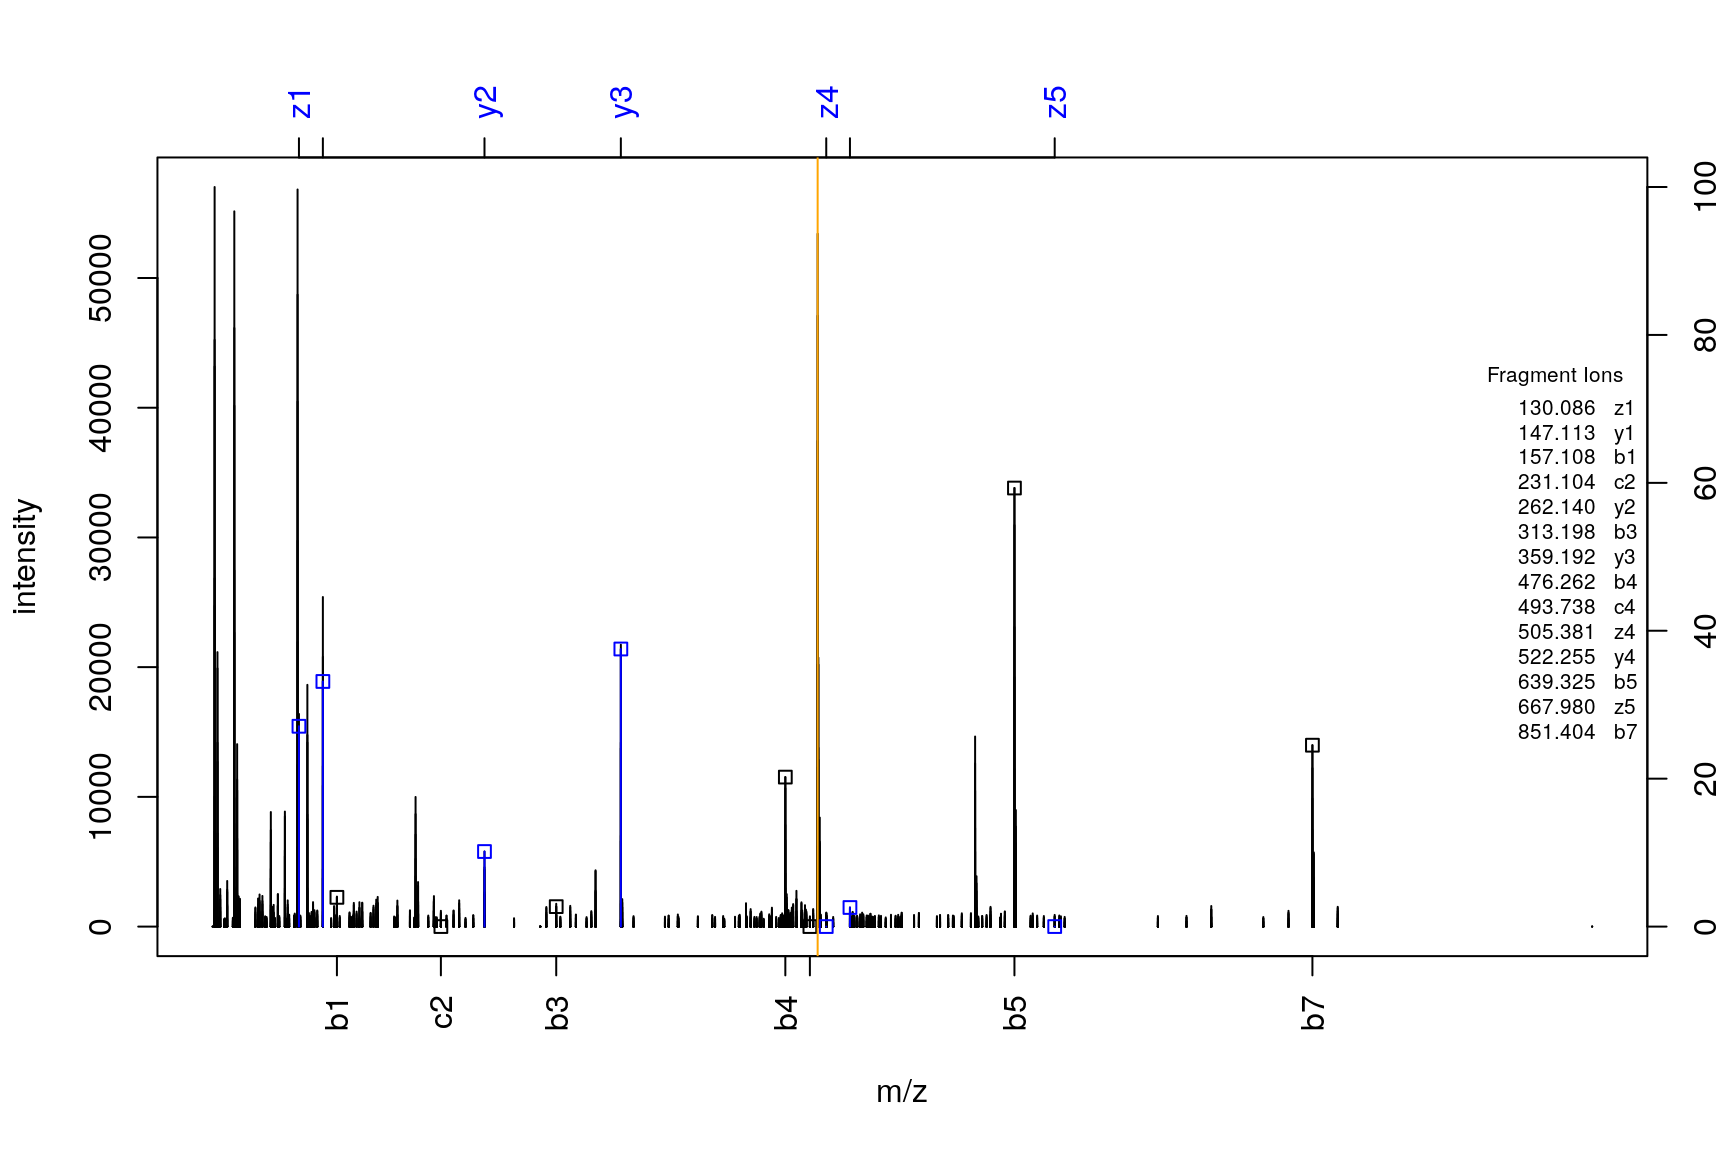 z1 y2 y3 z4 z5
intensity
0 10000 20000 30000 40000 50000
0 20 40 60 80 100
Fragment Ions
130.086 z1
147.113 y1
157.108 b1
231.104 c2
262.140 y2
313.198 b3
359.192 y3
476.262 b4
493.738 c4
505.381 z4
522.255 y4
639.325 b5
667.980 z5
851.404 b7
b1 c2 b3 b4 b5 b7
m/z